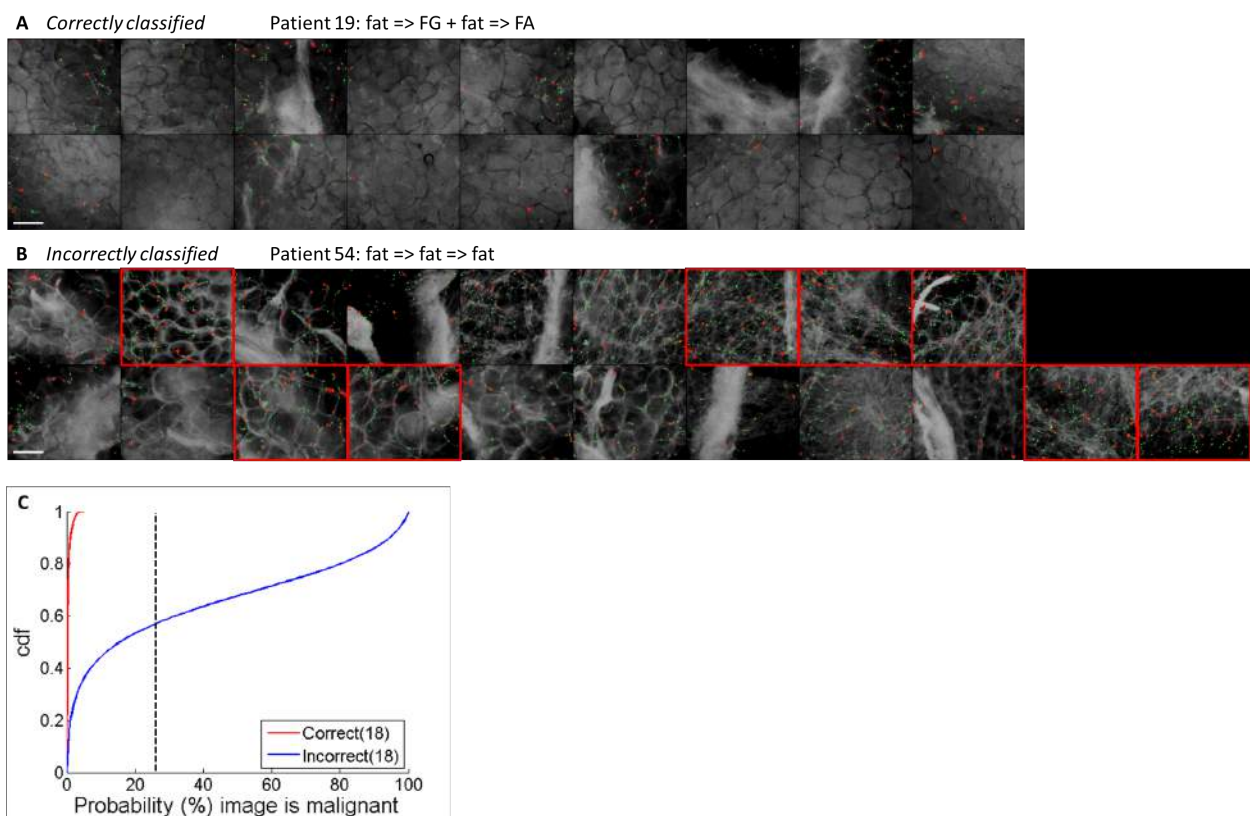 A Correctly classified Patient 19: fat => FG + fat => FA
B Incorrectly classified Patient 54: fat => fat => fat
C
1
0.8
0.6
0.4
0.2
0
cdf
Correct(18)
Incorrect(18)
0 20 40 60 80 100
Probability (%) image is malignant